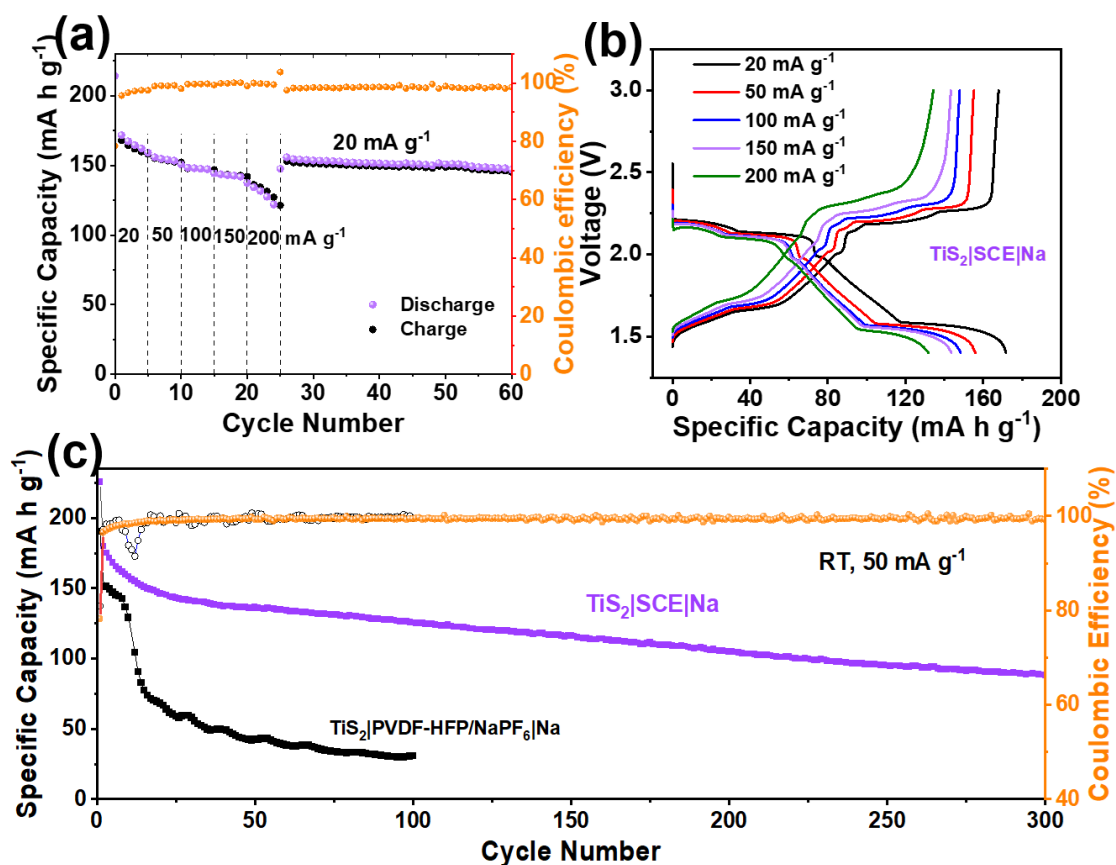 (a)
Specific Capacity (mA h g⁻¹)
200
150
100
50
0
20 mA g⁻¹
20
50
100
150
200 mA g⁻¹
Discharge
Charge
0
10
20
30
40
50
60
Cycle Number
100
80
60
40
20
0
Coulombic efficiency (%)
(b)
Voltage (V)
3.0
2.5
2.0
1.5
20 mA g⁻¹
50 mA g⁻¹
100 mA g⁻¹
150 mA g⁻¹
200 mA g⁻¹
TiS₂|SCE|Na
0
40
80
120
160
200
Specific Capacity (mA h g⁻¹)
(c)
Specific Capacity (mA h g⁻¹)
200
150
100
50
0
RT, 50 mA g⁻¹
TiS₂|SCE|Na
TiS₂|PVDF-HFP/NaPF₆|Na
0
50
100
150
200
250
300
Cycle Number
100
80
60
40
Coulombic Efficiency (%)